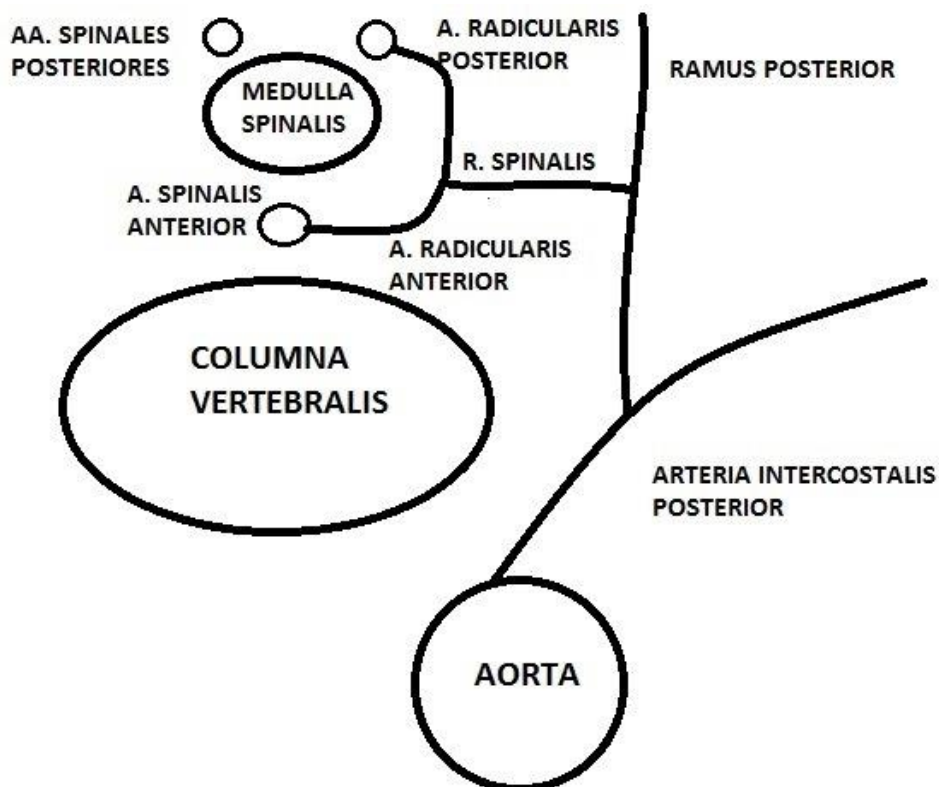 AA. SPINALES
POSTERIORES
A. RADICULARIS
POSTERIOR
RAMUS POSTERIOR
MEDULLA
SPINALIS
R. SPINALIS
A. SPINALIS
ANTERIOR
A. RADICULARIS
ANTERIOR
COLUMNA
VERTEBRALIS
ARTERIA INTERCOSTALIS
POSTERIOR
AORTA